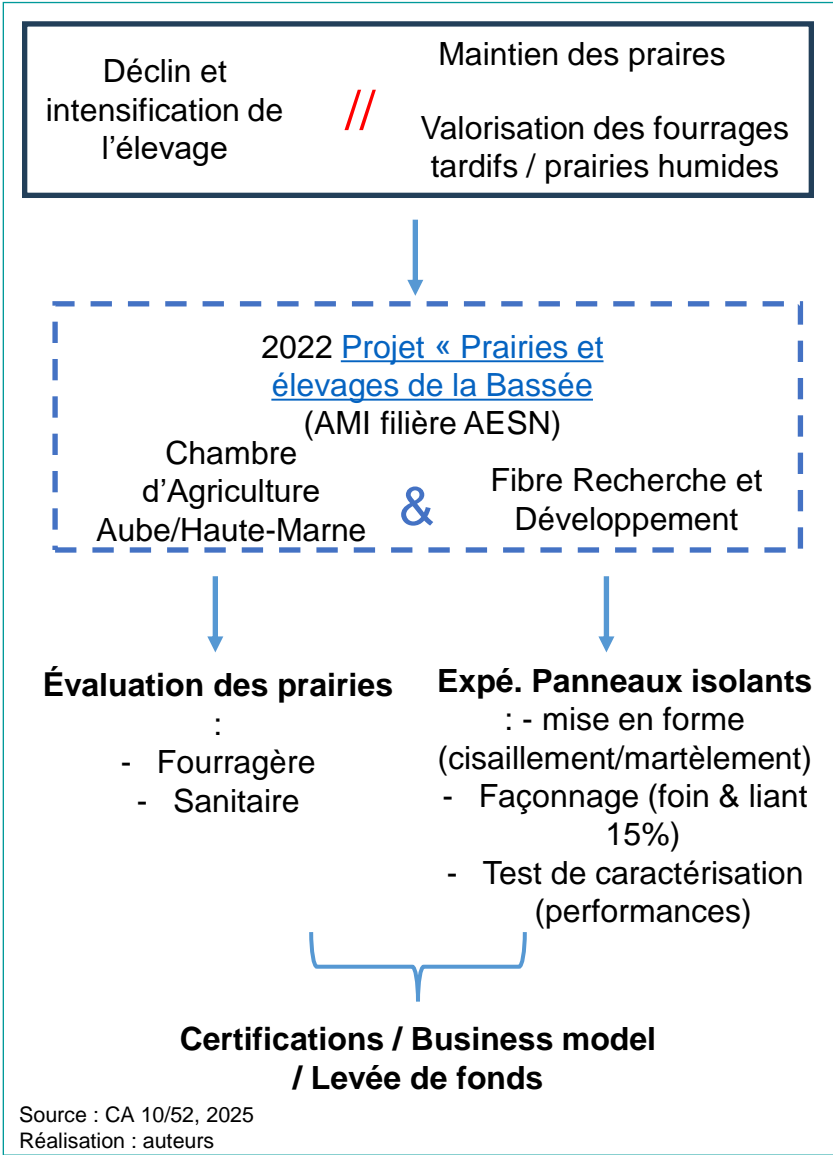 Déclin et
intensification de
l'élevage
//
Maintien des praires
Valorisation des fourrages
tardifs / prairies humides
2022 Projet « Prairies et
élevages de la Bassée
(AMI filière AESN)
Chambre
d'Agriculture
Aube/Haute-Marne
&
Fibre Recherche et
Développement
Évaluation des prairies
:
- Fourragère
- Sanitaire
Expé. Panneaux isolants
: - mise en forme
(cisaillement/martèlement)
- Façonnage (foin & liant
15%)
- Test de caractérisation
(performances)
Certifications / Business model
/ Levée de fonds
Source : CA 10/52, 2025
Réalisation : auteurs